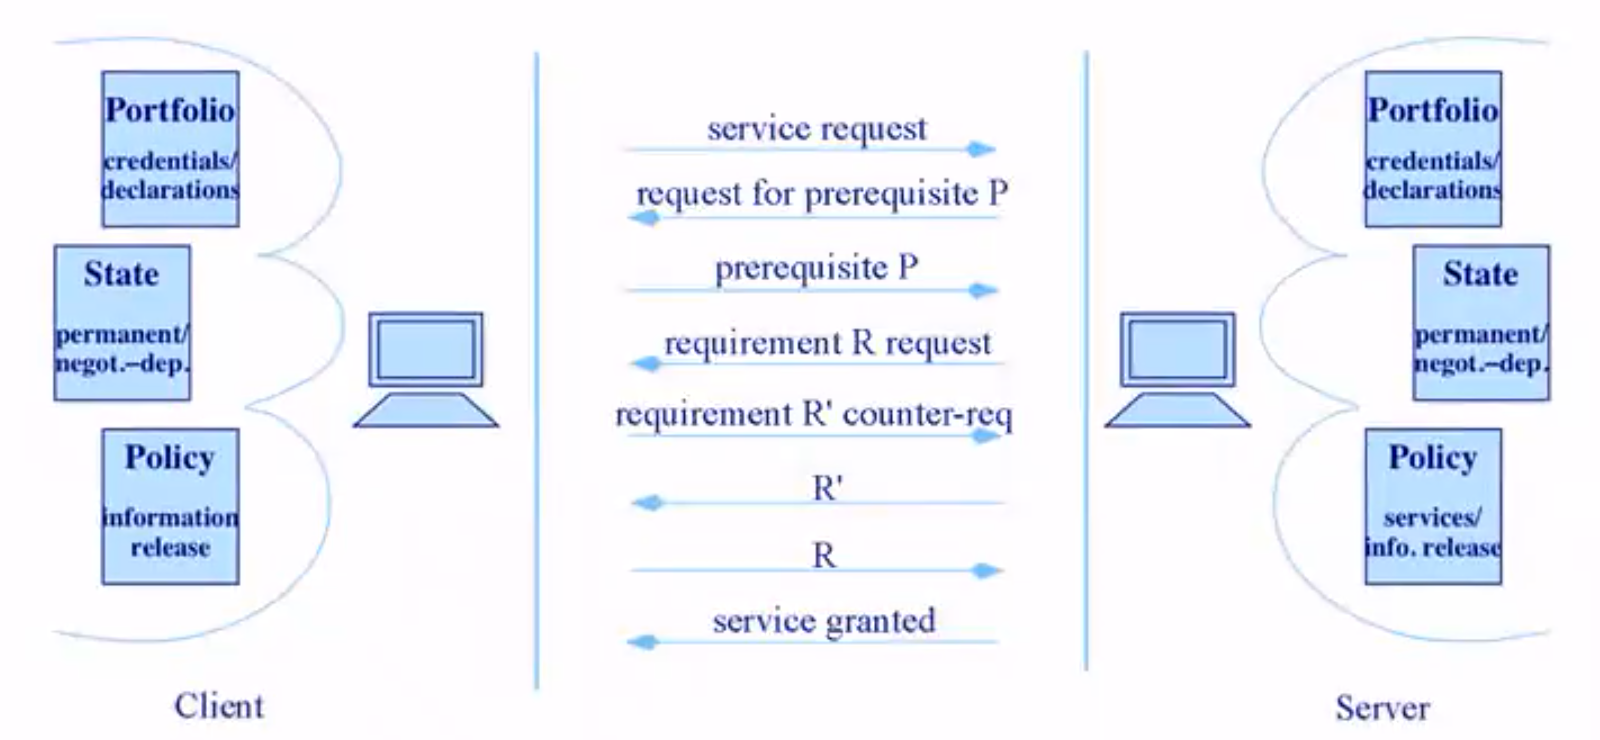 Portfolio
credentials/
declarations
State
permanent/
negot.–dep.
Policy
information
release
Client
service request
request for prerequisite P
prerequisite P
requirement R request
requirement R' counter-req
R'
R
service granted
Portfolio
credentials/
declarations
State
permanent/
negot.–dep.
Policy
services/
info. release
Server